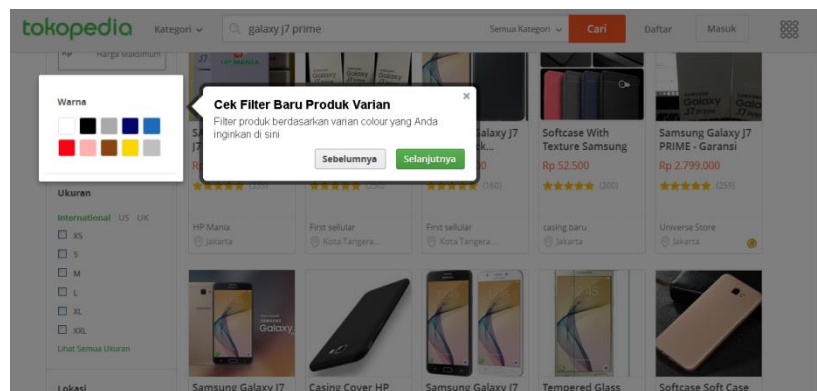 tokopedia
Kategori
galaxy j7 prime
Semua Kategori
Cari
Daftar
Masuk
Rp
Harga Maksimum
Warna
Cek Filter Baru Produk Varian
Filter produk berdasarkan varian colour yang Anda
inginkan di sini
Sebelumnya
Selanjutnya
Galaxy J7
Softcase With
Texture Samsung
Rp 52.500
(200)
Samsung Galaxy J7
PRIME - Garansi
Rp 2.799.000
(259)
(160)
HP Mania
Jakarta
First sellular
Kota Tangera...
First sellular
Kota Tangera...
casing baru
Jakarta
Universe Store
Jakarta
Ukuran
International US UK
XS
S
M
L
XL
XXL
Lihat Semua Ukuran
Lokasi
Samsung Galaxy J7
Casing Cover HP
Samsung Galaxy J7
Tempered Glass
Softcase Soft Case